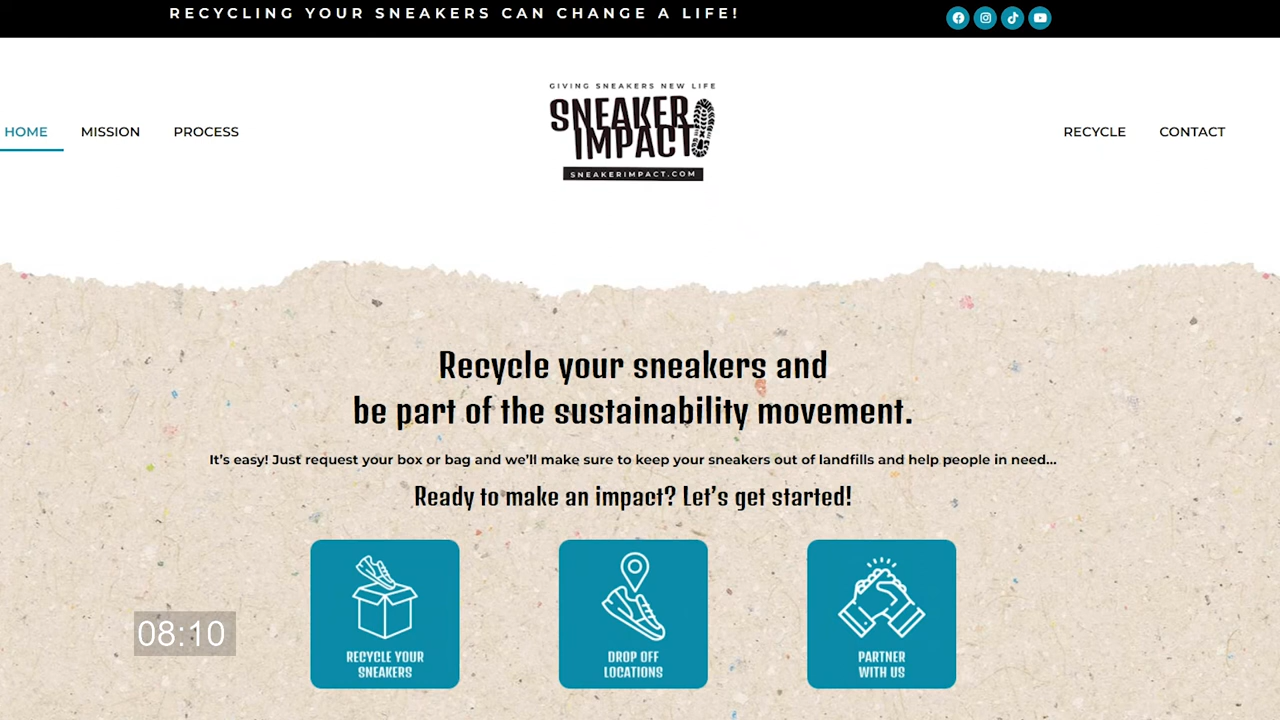 RECYCLING YOUR SNEAKERS CAN CHANGE A LIFE!
GIVING SNEAKERS NEW LIFE
SNEAKER
IMPACT
SNEAKERIMPACT.COM
HOME MISSION PROCESS RECYCLE CONTACT
Recycle your sneakers and
be part of the sustainability movement.
It's easy! Just request your box or bag and we'll make sure to keep your sneakers out of landfills and help people in need...
Ready to make an impact? Let's get started!
08:10
RECYCLE YOUR
SNEAKERS
DROP OFF
LOCATIONS
PARTNER
WITH US